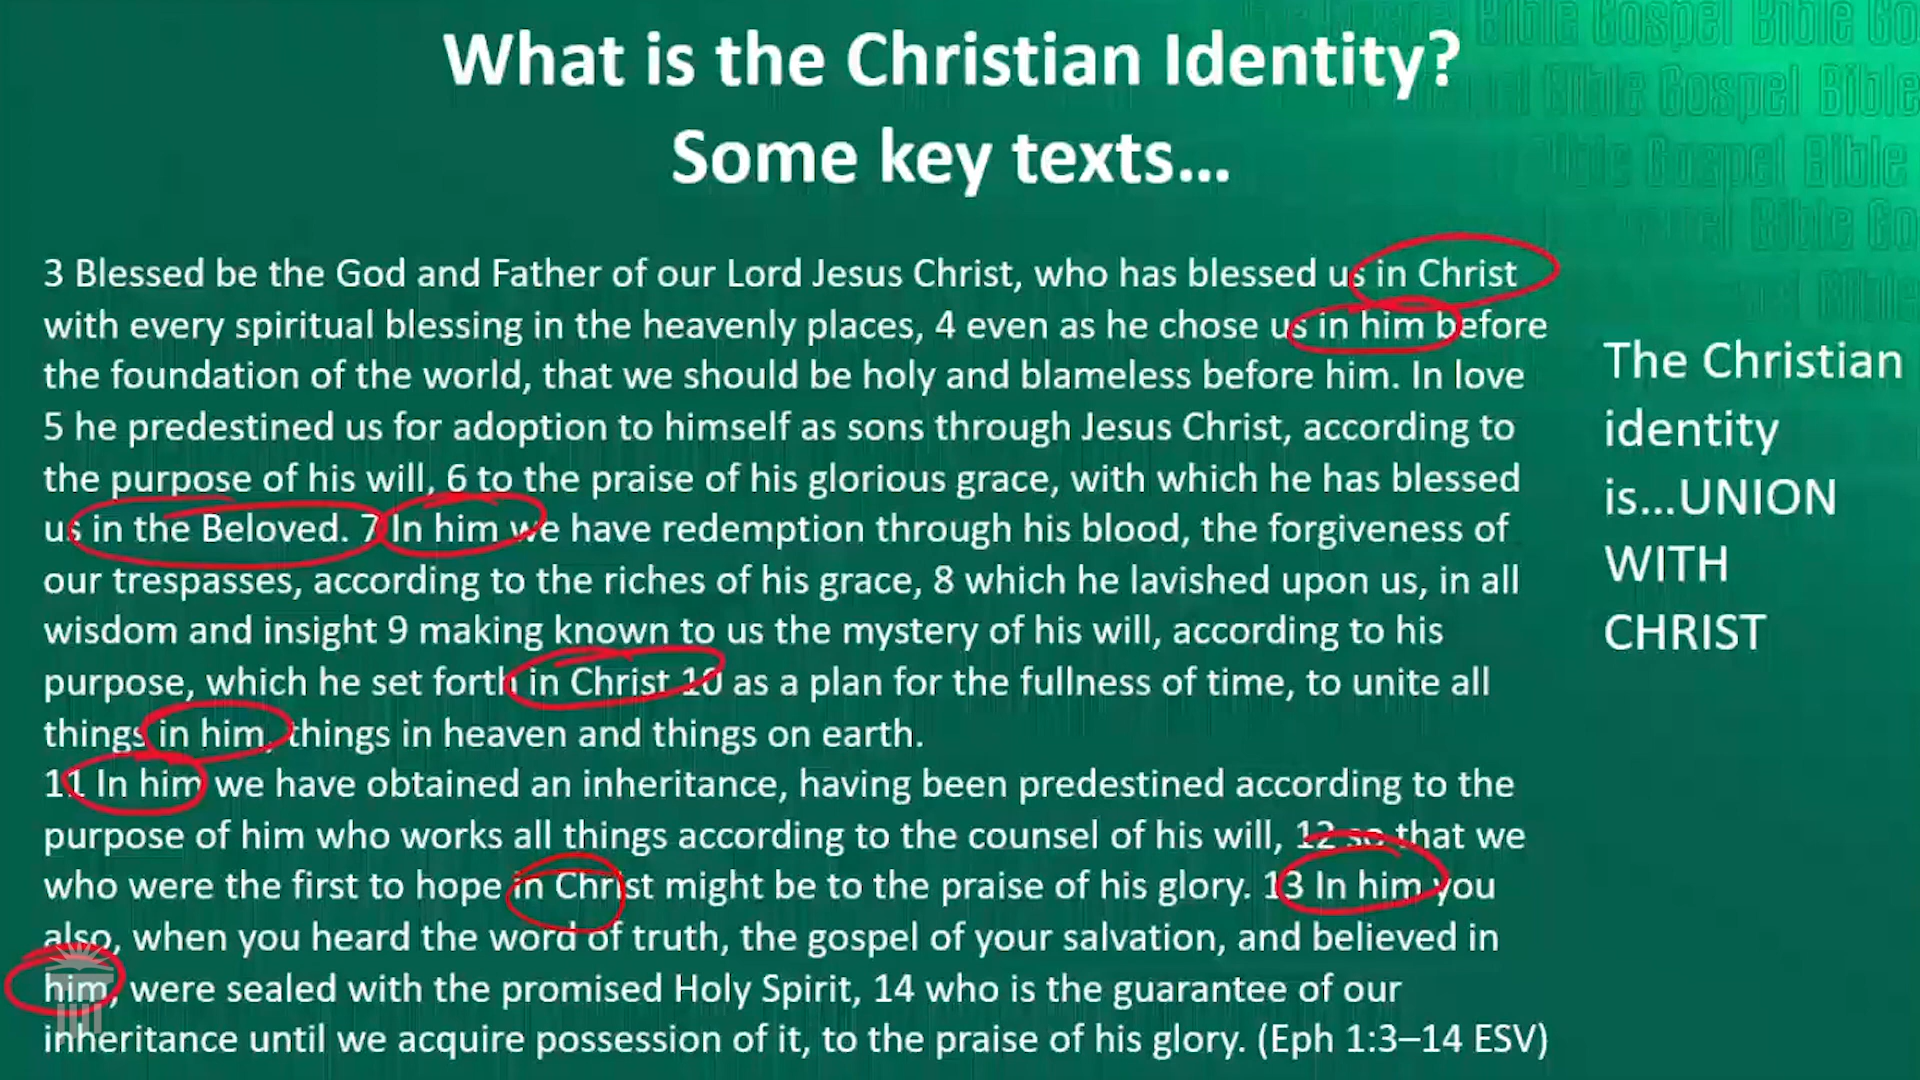 What is the Christian Identity?
Some key texts...
3 Blessed be the God and Father of our Lord Jesus Christ, who has blessed us in Christ
with every spiritual blessing in the heavenly places, 4 even as he chose us in him before
the foundation of the world, that we should be holy and blameless before him. In love
5 he predestined us for adoption to himself as sons through Jesus Christ, according to
the purpose of his will, 6 to the praise of his glorious grace, with which he has blessed
us in the Beloved. 7 In him we have redemption through his blood, the forgiveness of
our trespasses, according to the riches of his grace, 8 which he lavished upon us, in all
wisdom and insight 9 making known to us the mystery of his will, according to his
purpose, which he set forth in Christ 10 as a plan for the fullness of time, to unite all
things in him, things in heaven and things on earth.
11 In him we have obtained an inheritance, having been predestined according to the
purpose of him who works all things according to the counsel of his will, 12 so that we
who were the first to hope in Christ might be to the praise of his glory. 13 In him you
also, when you heard the word of truth, the gospel of your salvation, and believed in
him, were sealed with the promised Holy Spirit, 14 who is the guarantee of our
inheritance until we acquire possession of it, to the praise of his glory. (Eph 1:3–14 ESV)
The Christian
identity
is...UNION
WITH
CHRIST
Bible Gospel Bible Go
Bible Gospel Bible
Bible Gospel Bible
Bible Go
Bible